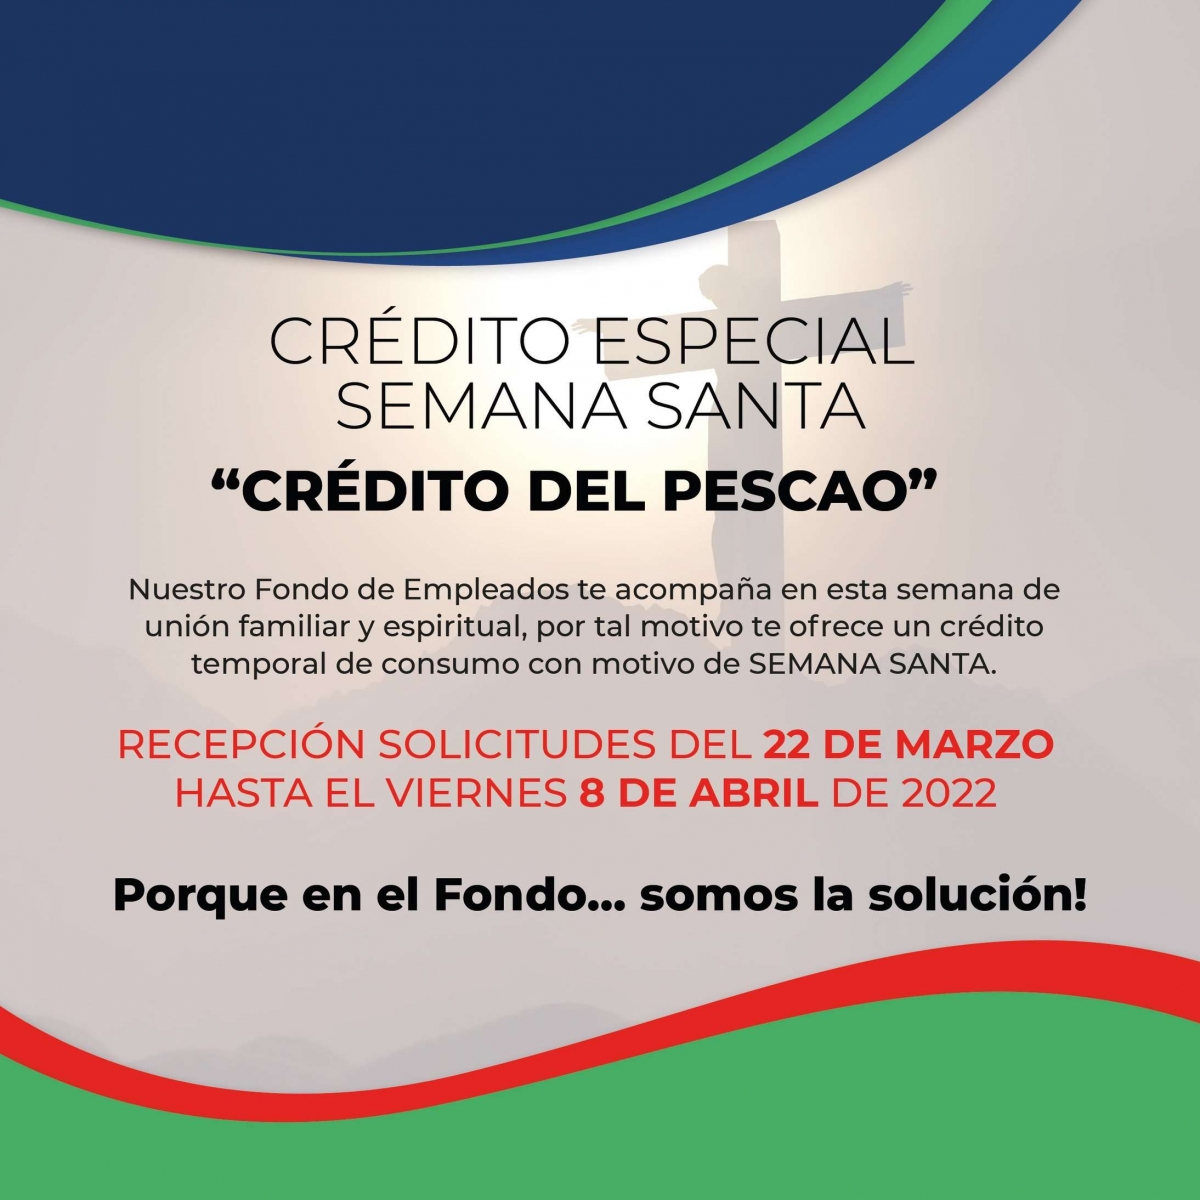 CRÉDITO ESPECIAL
SEMANA SANTA
“CRÉDITO DEL PESCAO”
Nuestro Fondo de Empleados te acompaña en esta semana de
unión familiar y espiritual, por tal motivo te ofrece un crédito
temporal de consumo con motivo de SEMANA SANTA.
RECEPCIÓN SOLICITUDES DEL 22 DE MARZO
HASTA EL VIERNES 8 DE ABRIL DE 2022
Porque en el Fondo... somos la solución!